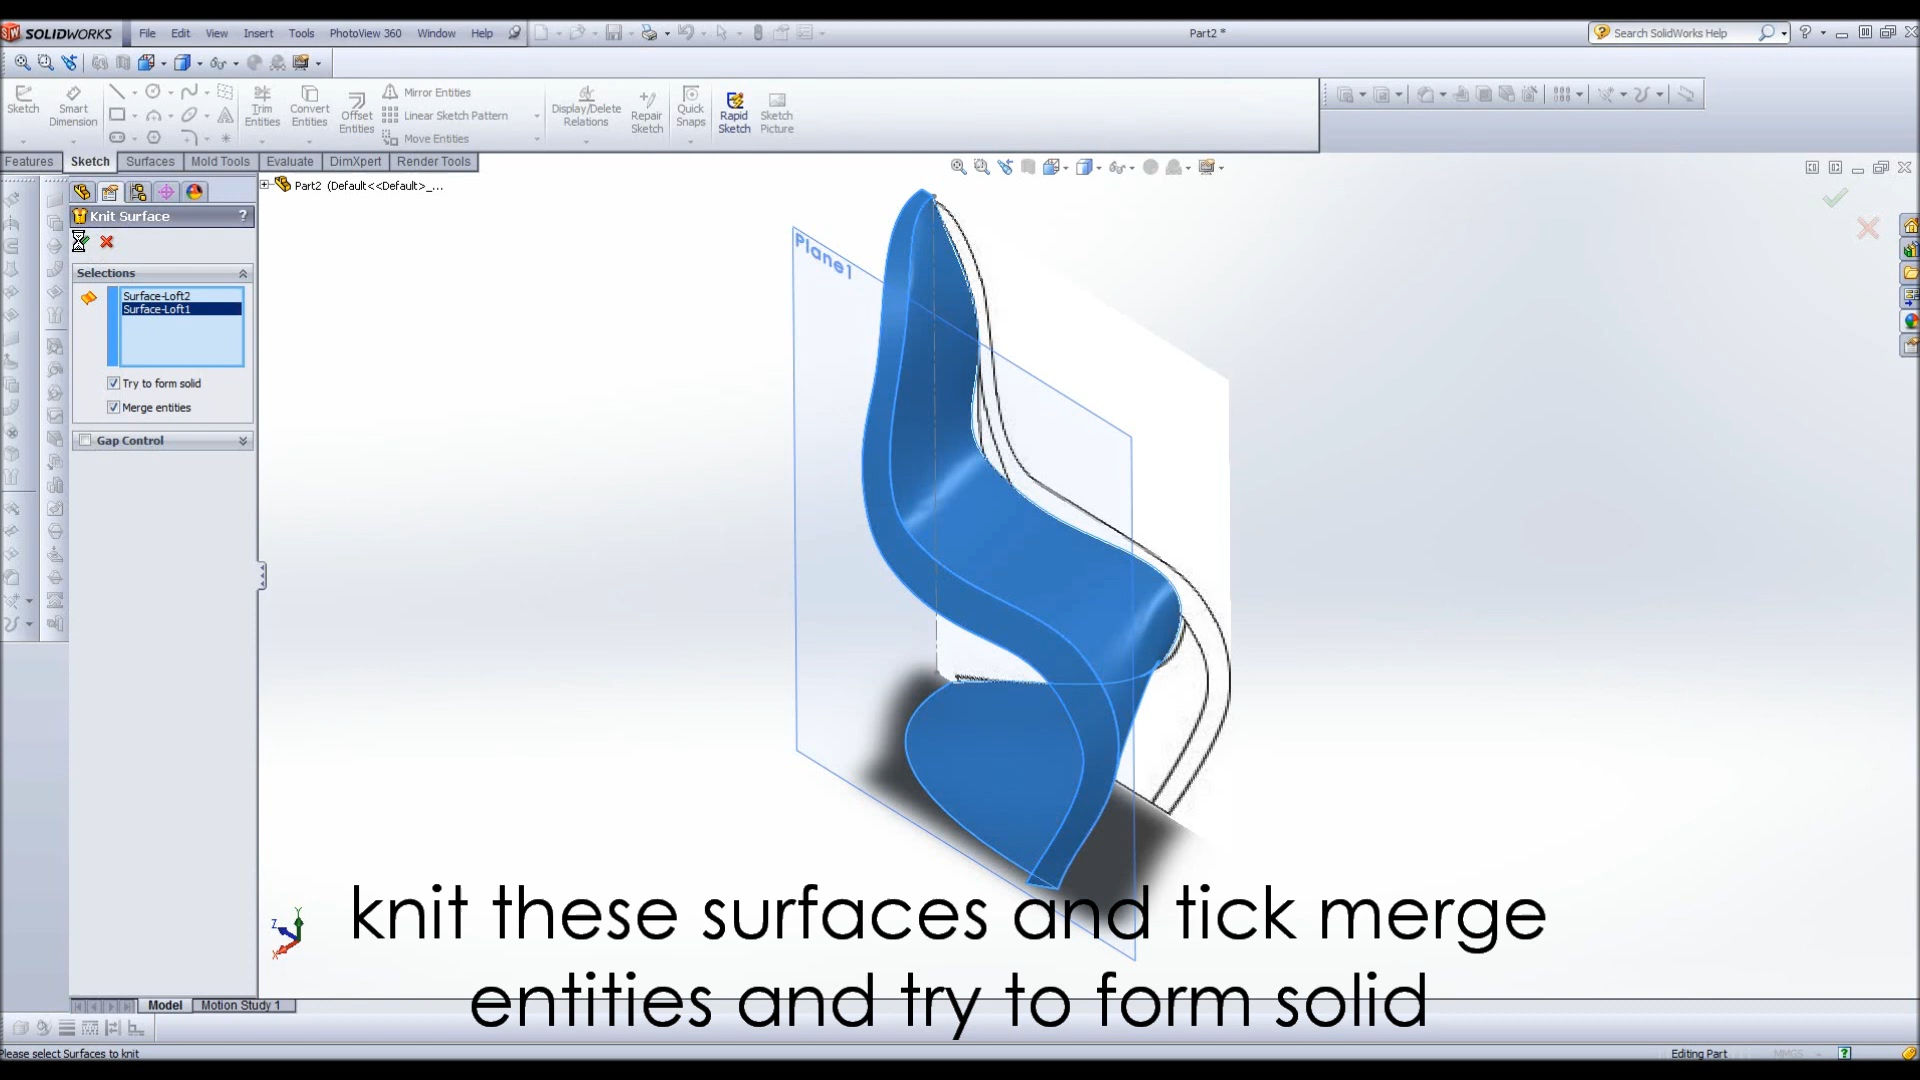 SOLIDWORKS File Edit View Insert Tools PhotoView 360 Window Help Part2 * Search SolidWorks Help ?
Sketch Smart Dimension Trim Entities Convert Entities Offset Entities Mirror Entities Linear Sketch Pattern Move Entities Display/Delete Relations Repair Sketch Quick Snaps Rapid Sketch Sketch Picture
Features Sketch Surfaces Mold Tools Evaluate DimXpert Render Tools
Part2 (Default<<Default>_...
Knit Surface ?
Selections
Surface-Loft2
Surface-Loft1
Try to form solid
Merge entities
Gap Control
Plane1
Z Y X
knit these surfaces and tick merge
entities and try to form solid
Model Motion Study 1
Please select Surfaces to knit Editing Part MMGS ?